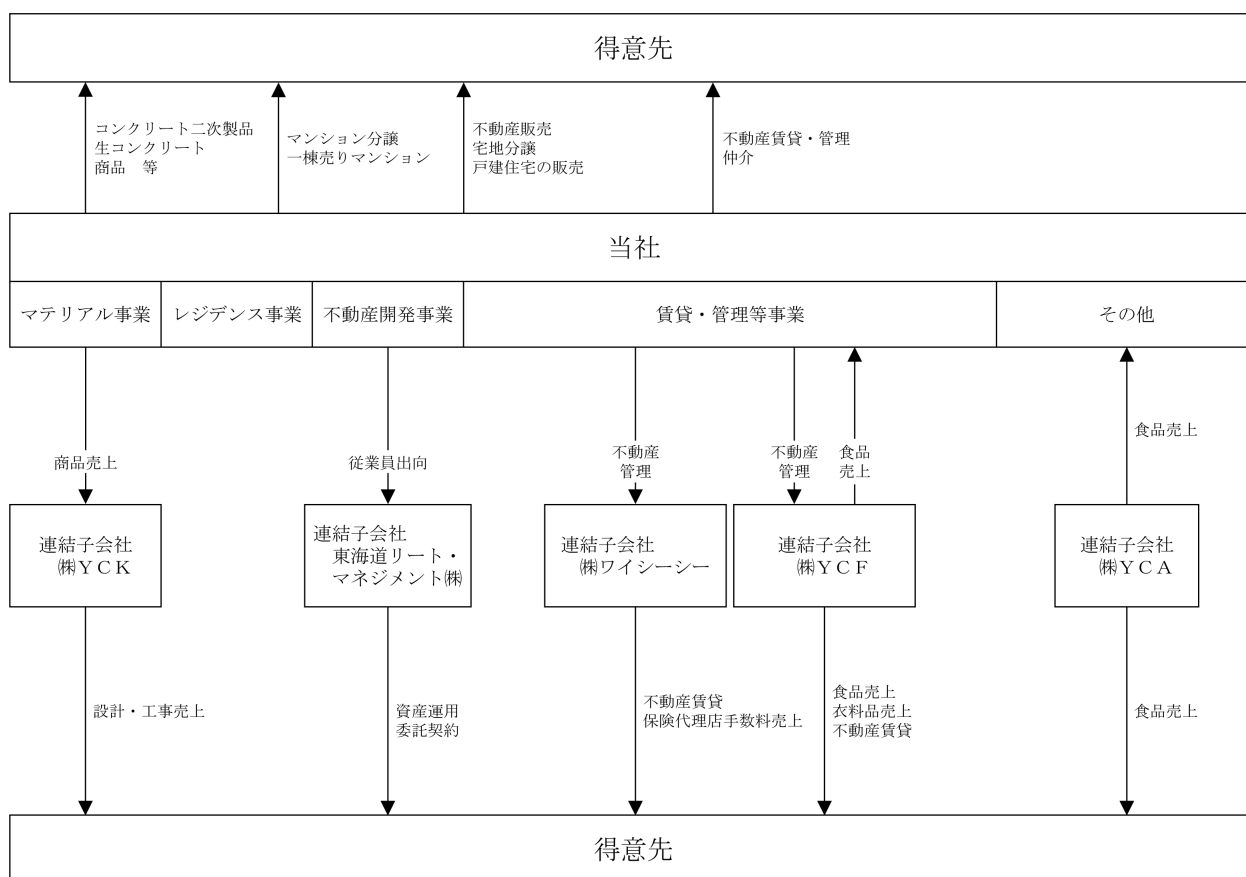 得意先
コンクリート二次製品
生コンクリート
商品　等
マンション分譲
一棟売りマンション
不動産販売
宅地分譲
戸建住宅の販売
不動産賃貸・管理
仲介
当社
マテリアル事業
レジデンス事業
不動産開発事業
賃貸・管理等事業
その他
商品売上
従業員出向
不動産
管理
不動産
管理
食品
売上
食品売上
連結子会社
㈱ＹＣＫ
連結子会社
東海道リート・
マネジメント㈱
連結子会社
㈱ワイシーシー
連結子会社
㈱ＹＣＦ
連結子会社
㈱ＹＣＡ
設計・工事売上
資産運用
委託契約
不動産賃貸
保険代理店手数料売上
食品売上
衣料品売上
不動産賃貸
食品売上
得意先